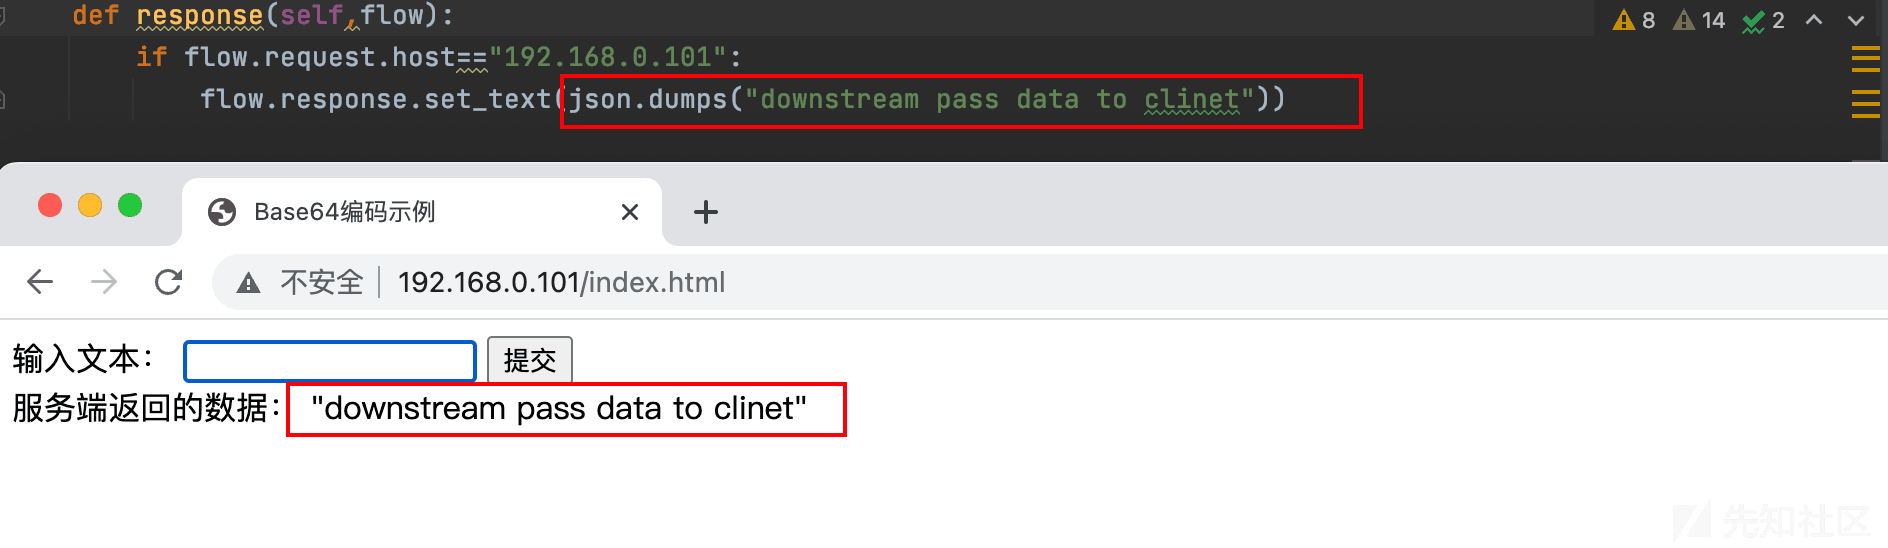 def response(self,flow):
8 14 2
if flow.request.host=="192.168.0.101":
flow.response.set_text(json.dumps("downstream pass data to clinet"))
Base64编码示例
不安全 192.168.0.101/index.html
输入文本： 提交
服务端返回的数据： "downstream pass data to clinet"
先知社区